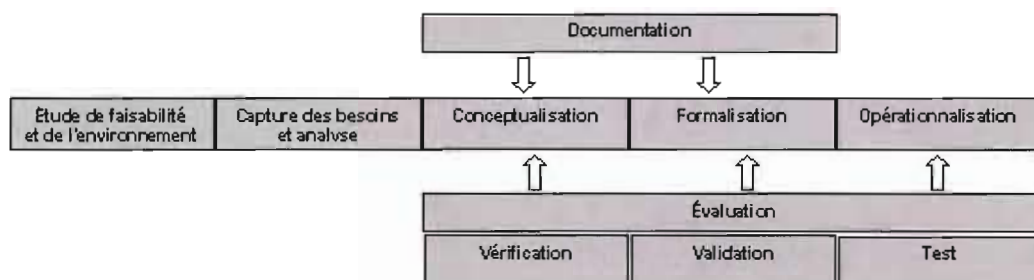 Documentation
Étude de faisabilité
et de l'environnement
Capture des besoins
et analyse
Conceptualisation
Formalisation
Opérationnalisation
Évaluation
Vérification
Validation
Test